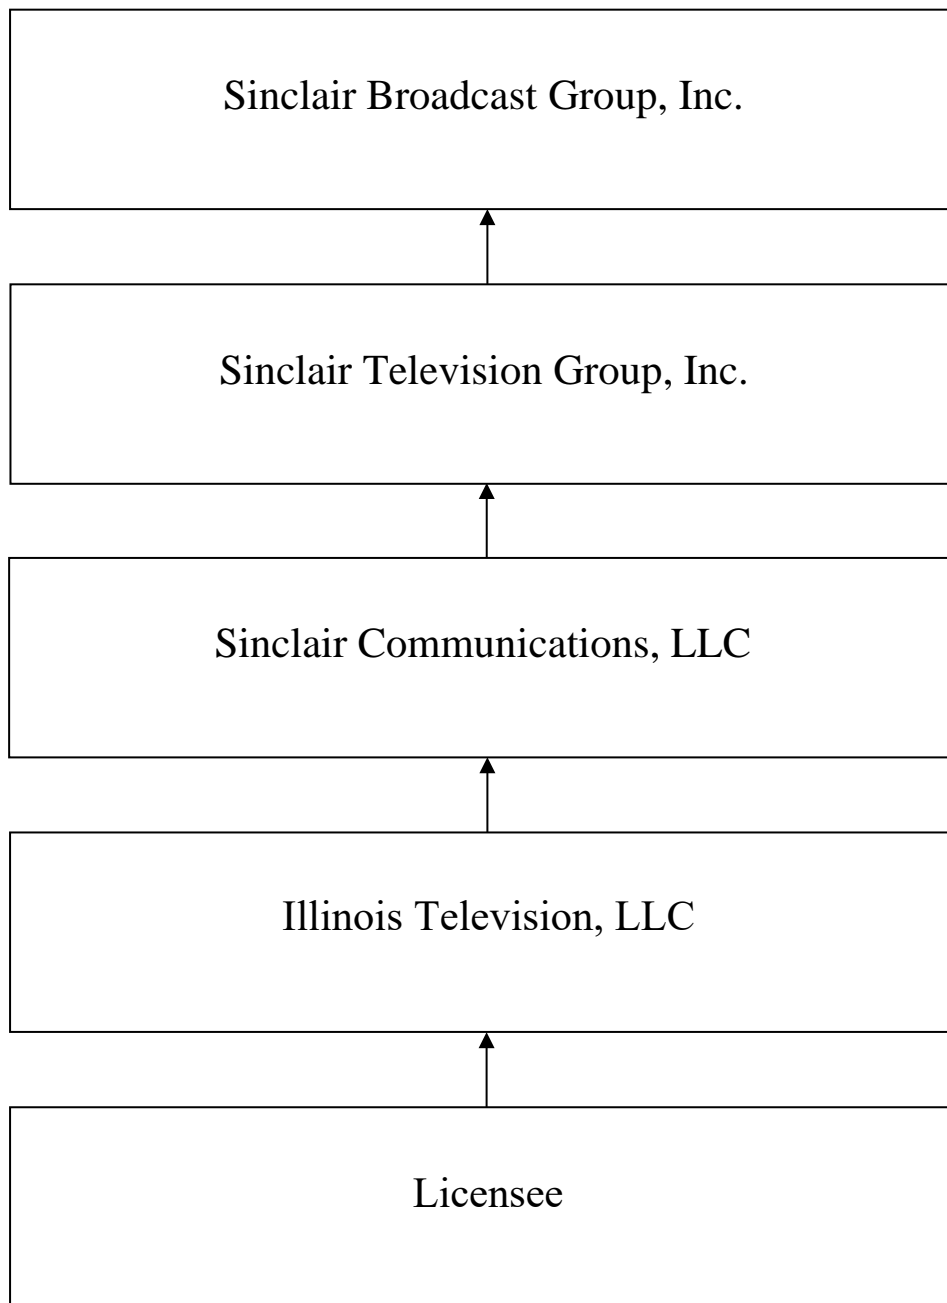 Sinclair Broadcast Group, Inc.
Sinclair Television Group, Inc.
Sinclair Communications, LLC
Illinois Television, LLC
Licensee